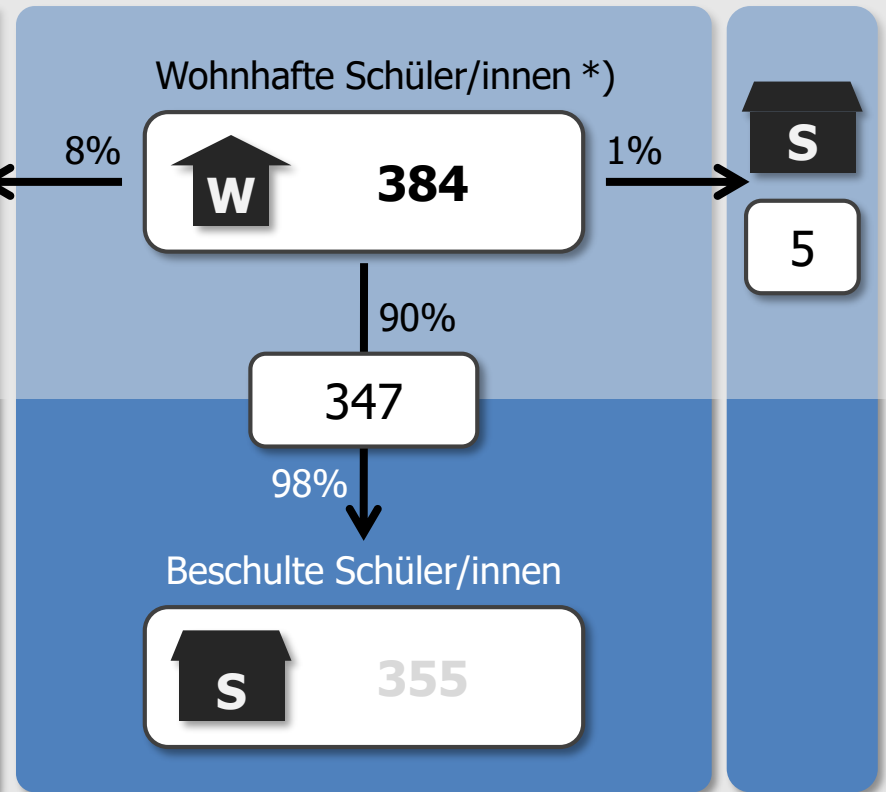 Wohnhafte Schüler/innen *)
8%
W
384
1%
S
5
90%
347
98%
Beschulte Schüler/innen
S
355